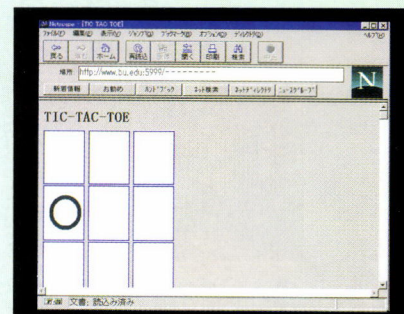 Netscape - [TIC TAC TOE]
ファイル(F) 編集(E) 表示(V) ジャンプ(G) ブックマーク(B) オプション(O) ディレクトリ(D) ヘルプ(H)
戻る ホーム 再読込 開く 印刷 検索
場所 http://www.bu.edu:5999/---------
N
新着情報 お勧め ハンドブック ネット検索 ネットディレクトリ ニュースグループ
TIC-TAC-TOE
文書: 読込み済み